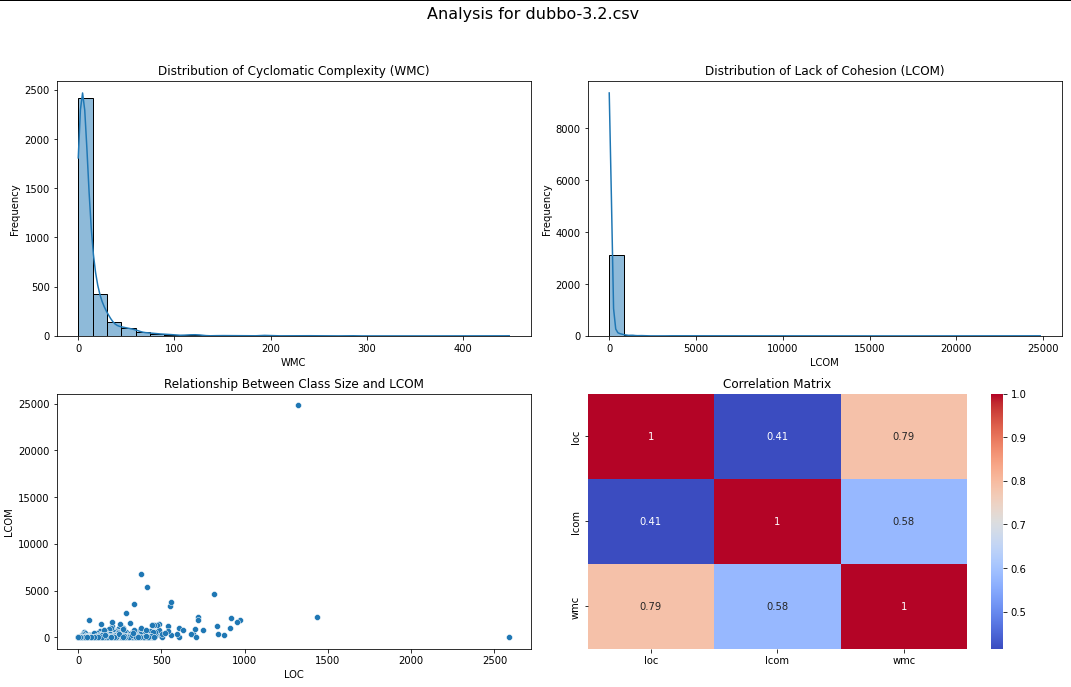 Analysis for dubbo-3.2.csv
Distribution of Cyclomatic Complexity (WMC)
2500
2000
1500
1000
500
0
Frequency
0 100 200 300 400
WMC
Distribution of Lack of Cohesion (LCOM)
8000
6000
4000
2000
0
Frequency
0 5000 10000 15000 20000 25000
LCOM
Relationship Between Class Size and LCOM
25000
20000
15000
10000
5000
0
LCOM
0 500 1000 1500 2000 2500
LOC
Correlation Matrix
loc 1 0.41 0.79
lcom 0.41 1 0.58
wmc 0.79 0.58 1
loc lcom wmc
1.0
0.9
0.8
0.7
0.6
0.5